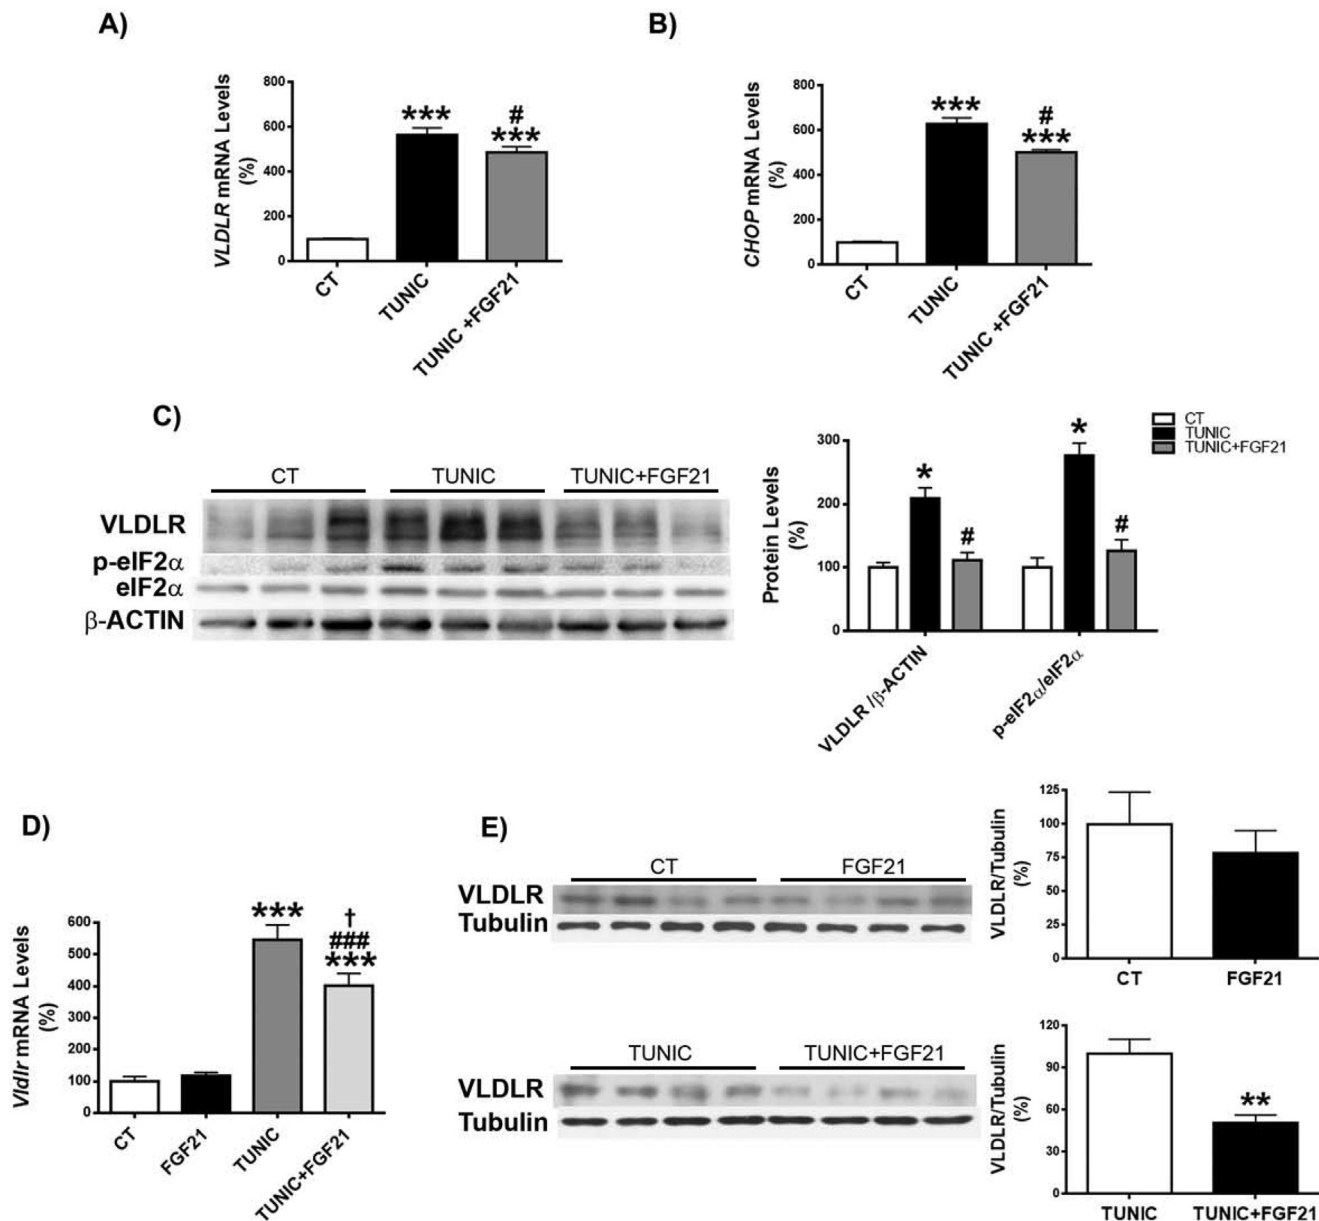 A)
VLDLR mRNA Levels
(%)
800
600
400
200
0
***
#
***
CT
TUNIC
TUNIC +FGF21
B)
CHOP mRNA Levels
(%)
800
600
400
200
0
***
#
***
CT
TUNIC
TUNIC +FGF21
C)
CT
TUNIC
TUNIC+FGF21
VLDLR
p-eIF2α
eIF2α
β-ACTIN
Protein Levels
(%)
300
200
100
0
*
#
*
#
VLDLR /β-ACTIN
p-eIF2α/eIF2α
CT
TUNIC
TUNIC+FGF21
D)
Vldlr mRNA Levels
(%)
600
500
400
300
200
100
0
***
†
###
***
CT
FGF21
TUNIC
TUNIC+FGF21
E)
CT
FGF21
VLDLR
Tubulin
VLDLR/Tubulin
(%)
125
100
75
50
25
0
CT
FGF21
TUNIC
TUNIC+FGF21
VLDLR
Tubulin
VLDLR/Tubulin
(%)
120
90
60
30
0
**
TUNIC
TUNIC+FGF21